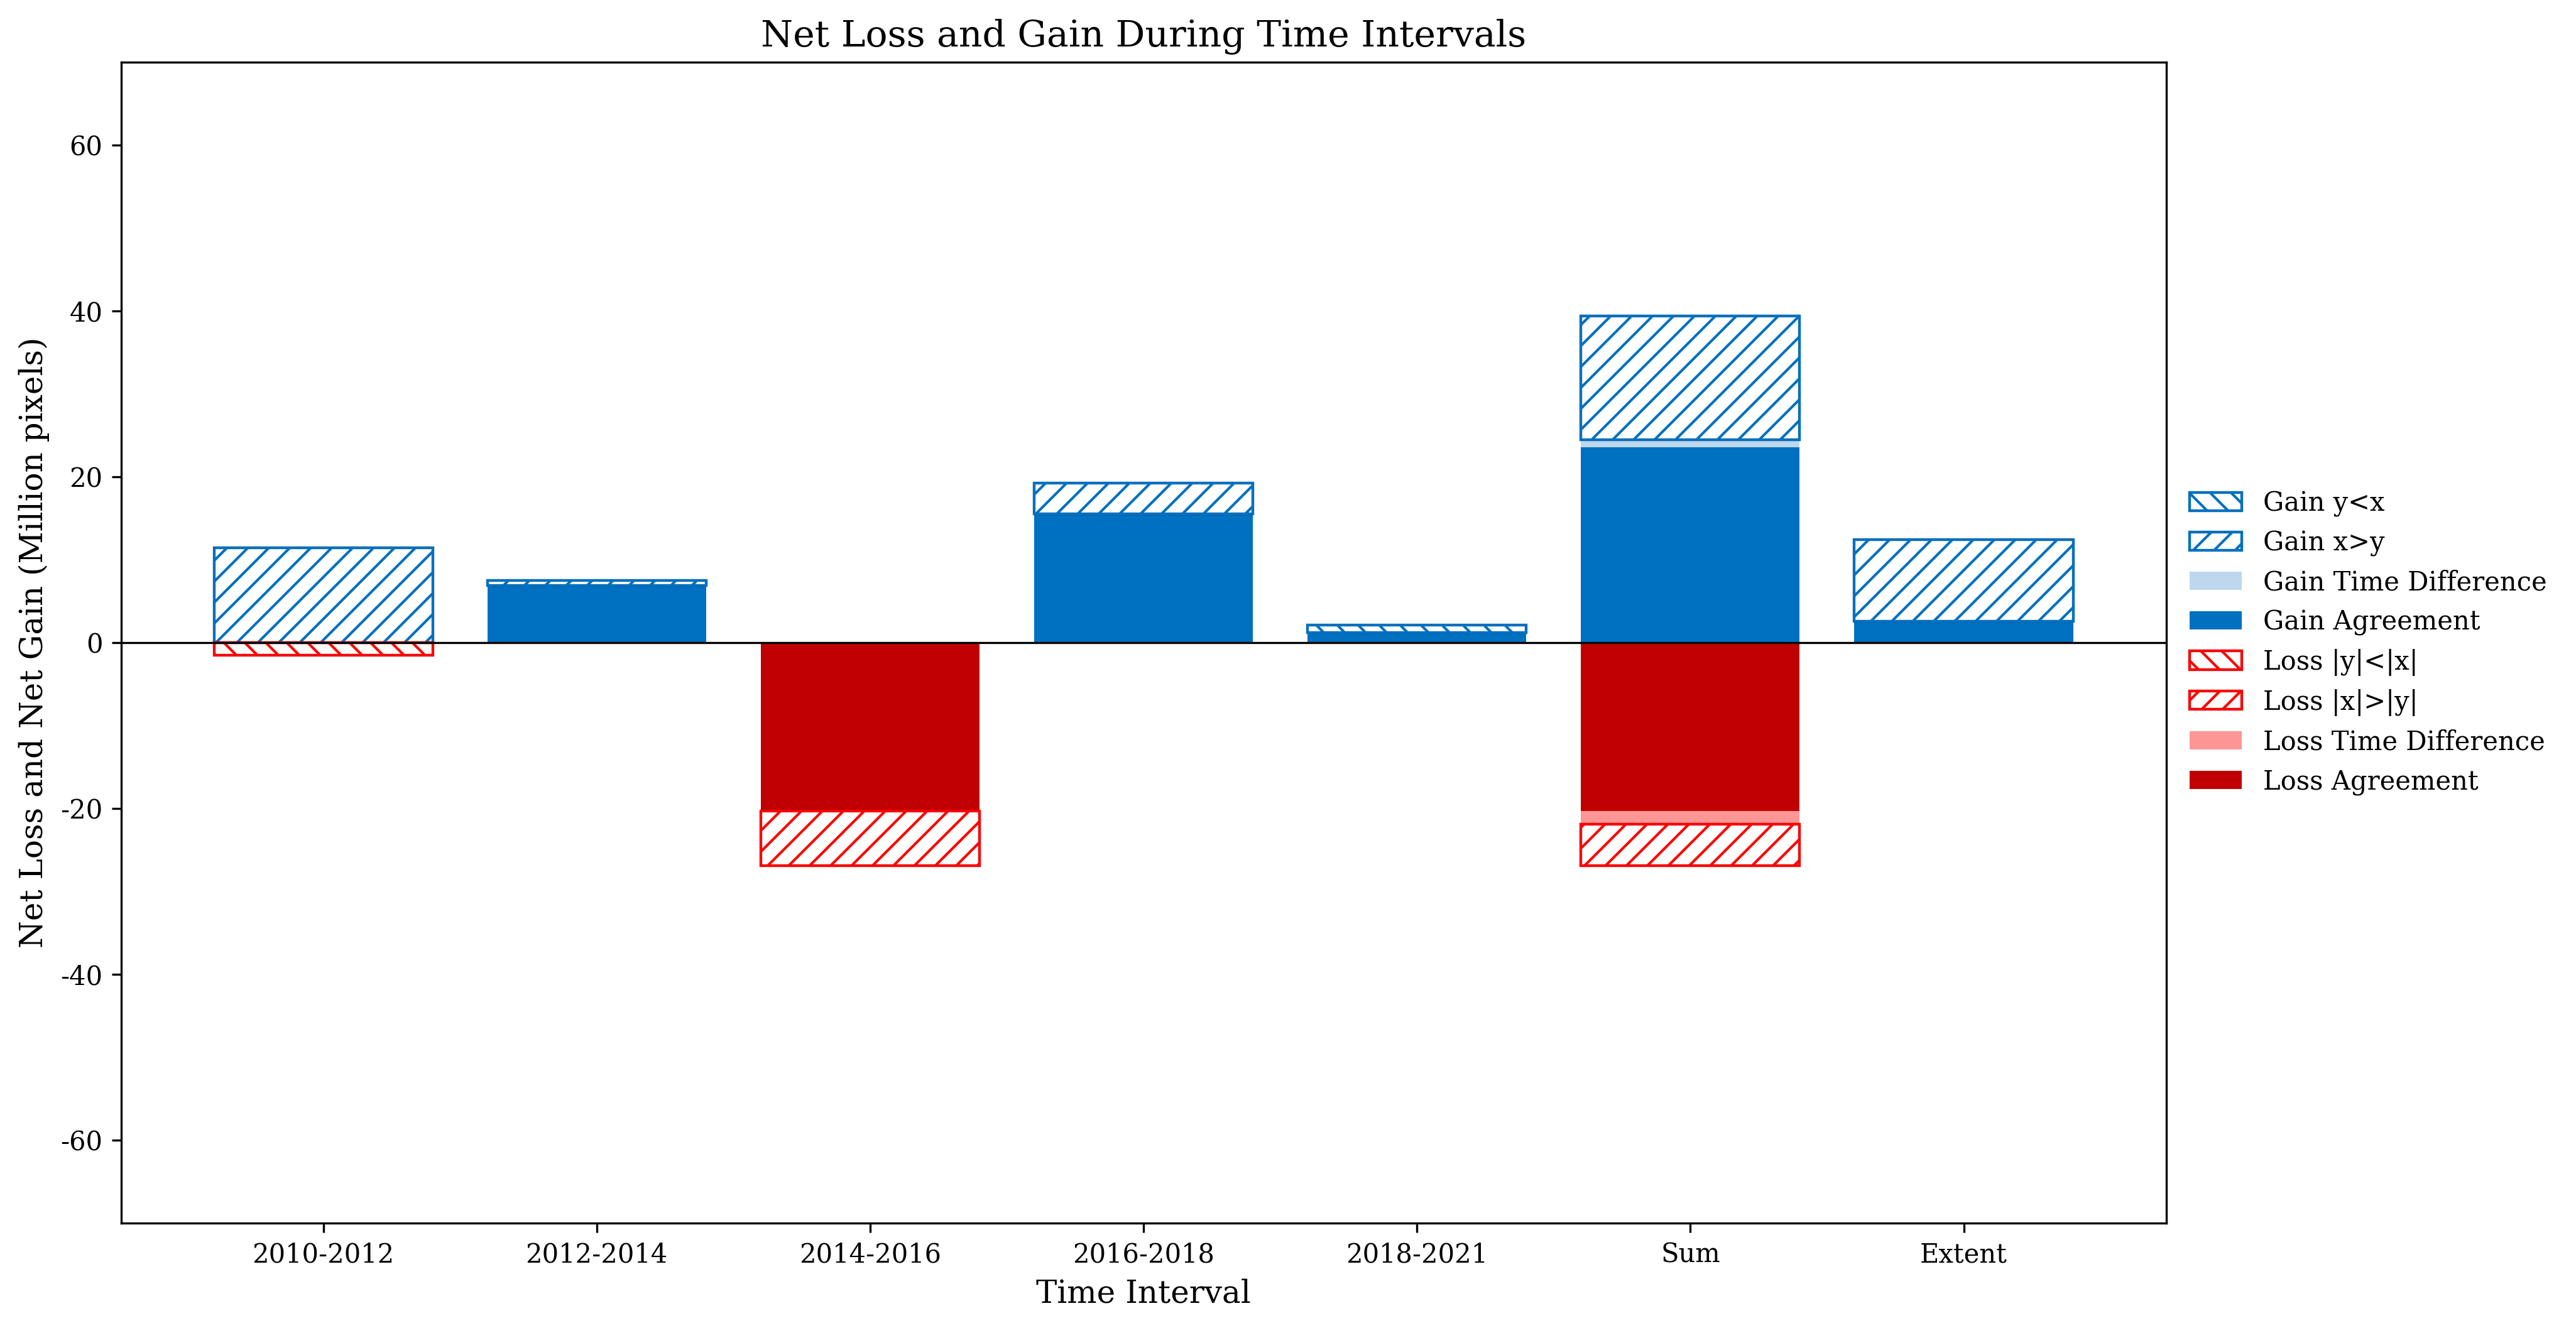 Net Loss and Gain During Time Intervals
Net Loss and Net Gain (Million pixels)
60
40
20
0
-20
-40
-60
2010-2012
2012-2014
2014-2016
2016-2018
2018-2021
Sum
Extent
Time Interval
Gain y<x
Gain x>y
Gain Time Difference
Gain Agreement
Loss |y|<|x|
Loss |x|>|y|
Loss Time Difference
Loss Agreement